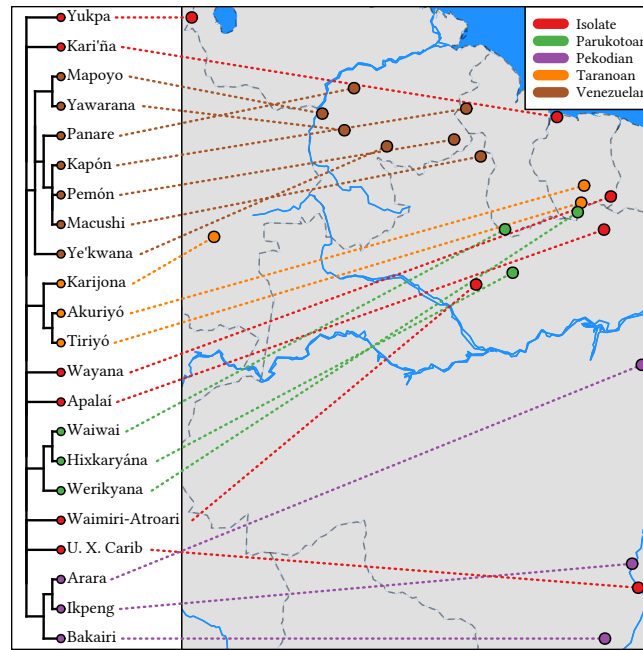 Yukpa
Kari'ña
Mapoyo
Yawarana
Panare
Kapón
Pemón
Macushi
Ye'kwana
Karijona
Akuriyó
Tiriyó
Wayana
Apalaí
Waiwai
Hixkaryána
Werikyana
Waimiri-Atroari
U. X. Carib
Arara
Ikpeng
Bakairi
Isolate
Parukotoan
Pekodian
Taranoan
Venezuelan